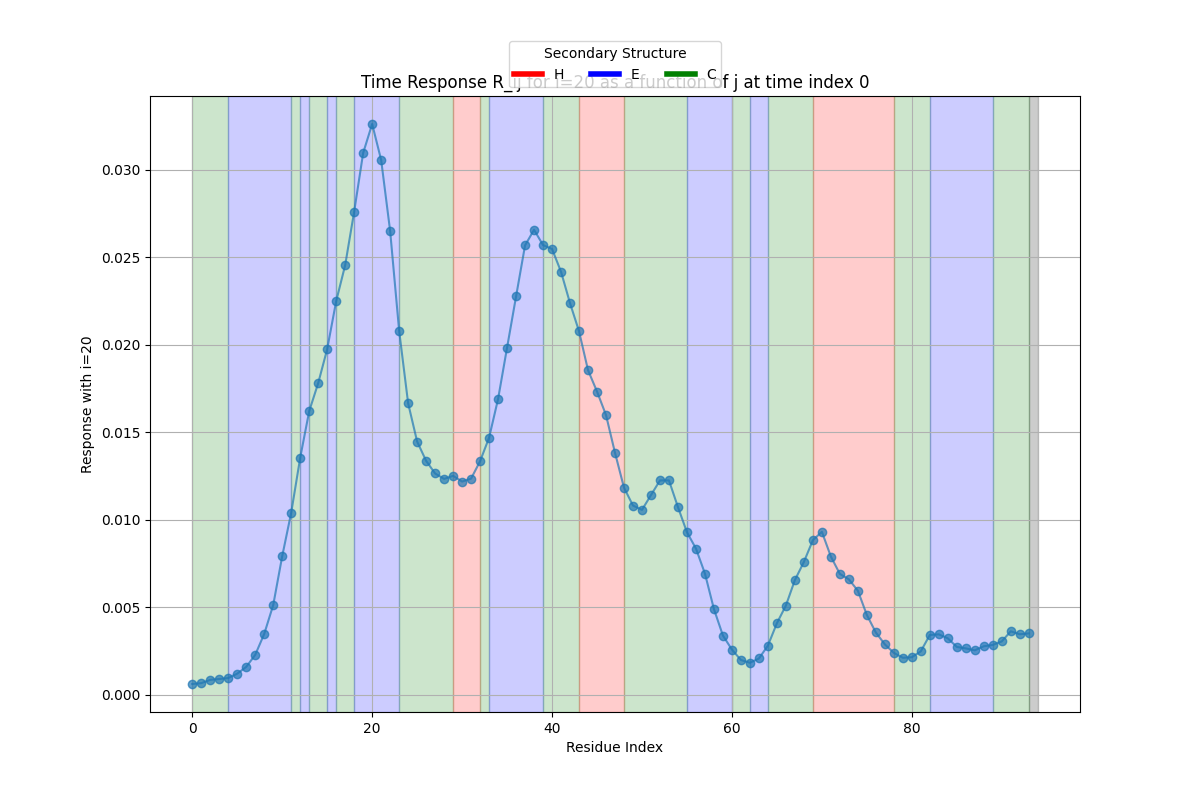 Secondary Structure
H E C
Time Response R_ij for i=20 as a function of j at time index 0
Response with i=20
0.030
0.025
0.020
0.015
0.010
0.005
0.000
0 20 40 60 80
Residue Index